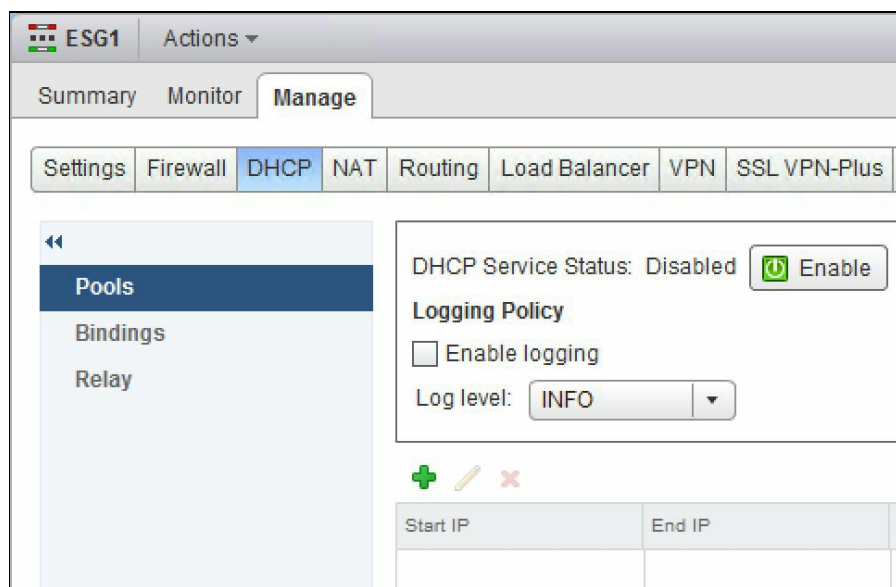 ESG1 Actions
Summary Monitor Manage
Settings Firewall DHCP NAT Routing Load Balancer VPN SSL VPN-Plus
Pools
Bindings
Relay
DHCP Service Status: Disabled Enable
Logging Policy
Enable logging
Log level: INFO
Start IP End IP